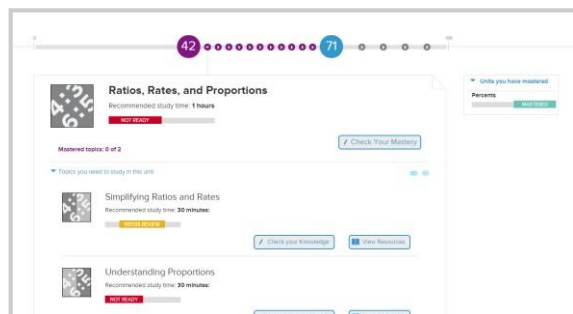 42
71
Ratios, Rates, and Proportions
Recommended study time: 1 hours
NOT READY
Mastered topics: 0 of 2
Check Your Mastery
Topics you need to study in this unit
Simplifying Ratios and Rates
Recommended study time: 30 minutes:
NEEDS REVIEW
Check your Knowledge
View Resources
Understanding Proportions
Recommended study time: 30 minutes:
NOT READY
Units you have mastered
Percents
MASTERED